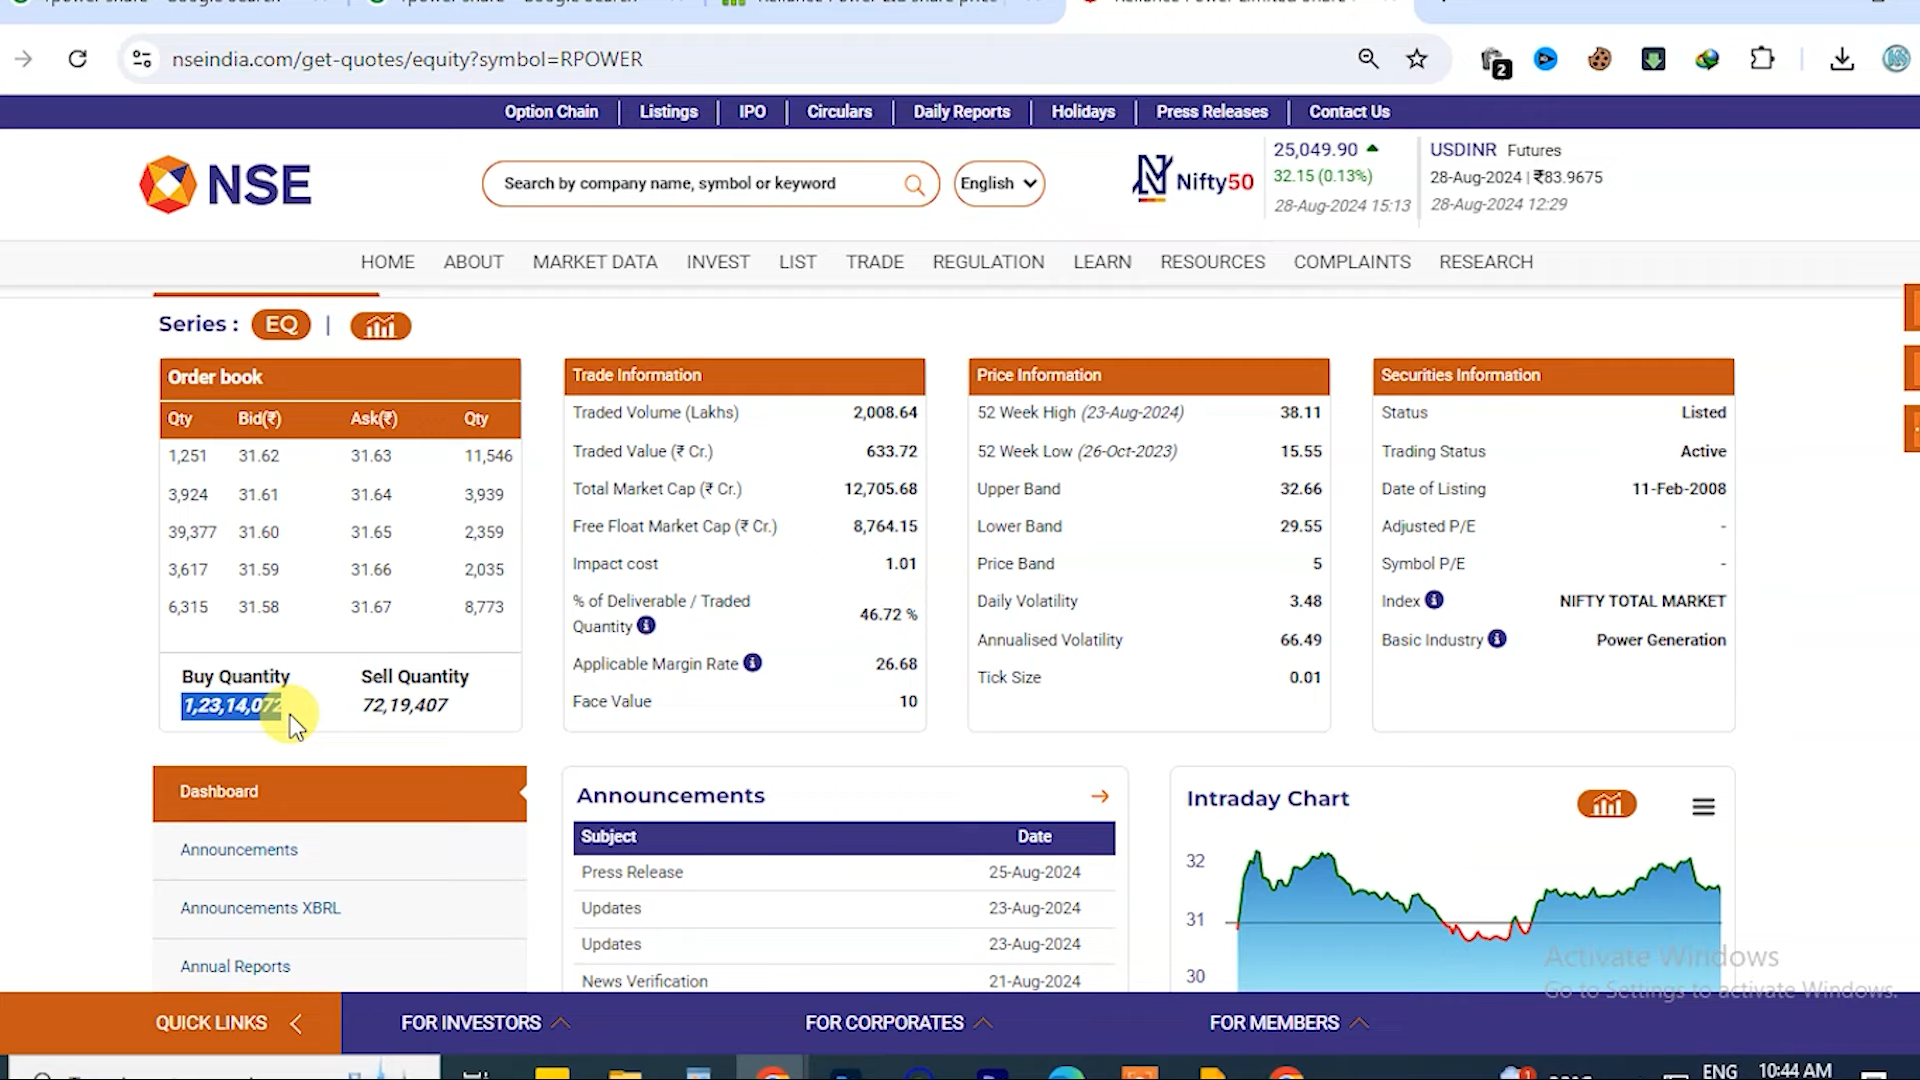 nseindia.com/get-quotes/equity?symbol=RPOWER
2
Option Chain
Listings
IPO
Circulars
Daily Reports
Holidays
Press Releases
Contact Us
NSE
Search by company name, symbol or keyword
English
Nifty50
25,049.90
32.15 (0.13%)
28-Aug-2024 15:13
USDINR Futures
28-Aug-2024 | ₹83.9675
28-Aug-2024 12:29
HOME ABOUT MARKET DATA INVEST LIST TRADE REGULATION LEARN RESOURCES COMPLAINTS RESEARCH
Series : EQ |
Order book
Qty Bid(₹) Ask(₹) Qty
1,251 31.62 31.63 11,546
3,924 31.61 31.64 3,939
39,377 31.60 31.65 2,359
3,617 31.59 31.66 2,035
6,315 31.58 31.67 8,773
Buy Quantity Sell Quantity
1,23,14,072 72,19,407
Trade Information
Traded Volume (Lakhs) 2,008.64
Traded Value (₹ Cr.) 633.72
Total Market Cap (₹ Cr.) 12,705.68
Free Float Market Cap (₹ Cr.) 8,764.15
Impact cost 1.01
% of Deliverable / Traded
Quantity 46.72 %
Applicable Margin Rate 26.68
Face Value 10
Price Information
52 Week High (23-Aug-2024) 38.11
52 Week Low (26-Oct-2023) 15.55
Upper Band 32.66
Lower Band 29.55
Price Band 5
Daily Volatility 3.48
Annualised Volatility 66.49
Tick Size 0.01
Securities Information
Status Listed
Trading Status Active
Date of Listing 11-Feb-2008
Adjusted P/E -
Symbol P/E -
Index NIFTY TOTAL MARKET
Basic Industry Power Generation
Dashboard
Announcements
Announcements XBRL
Annual Reports
Announcements
Subject Date
Press Release 25-Aug-2024
Updates 23-Aug-2024
Updates 23-Aug-2024
News Verification 21-Aug-2024
Intraday Chart
32
31
30
Activate Windows
Go to Settings to activate Windows.
QUICK LINKS
FOR INVESTORS
FOR CORPORATES
FOR MEMBERS
ENG
10:44 AM